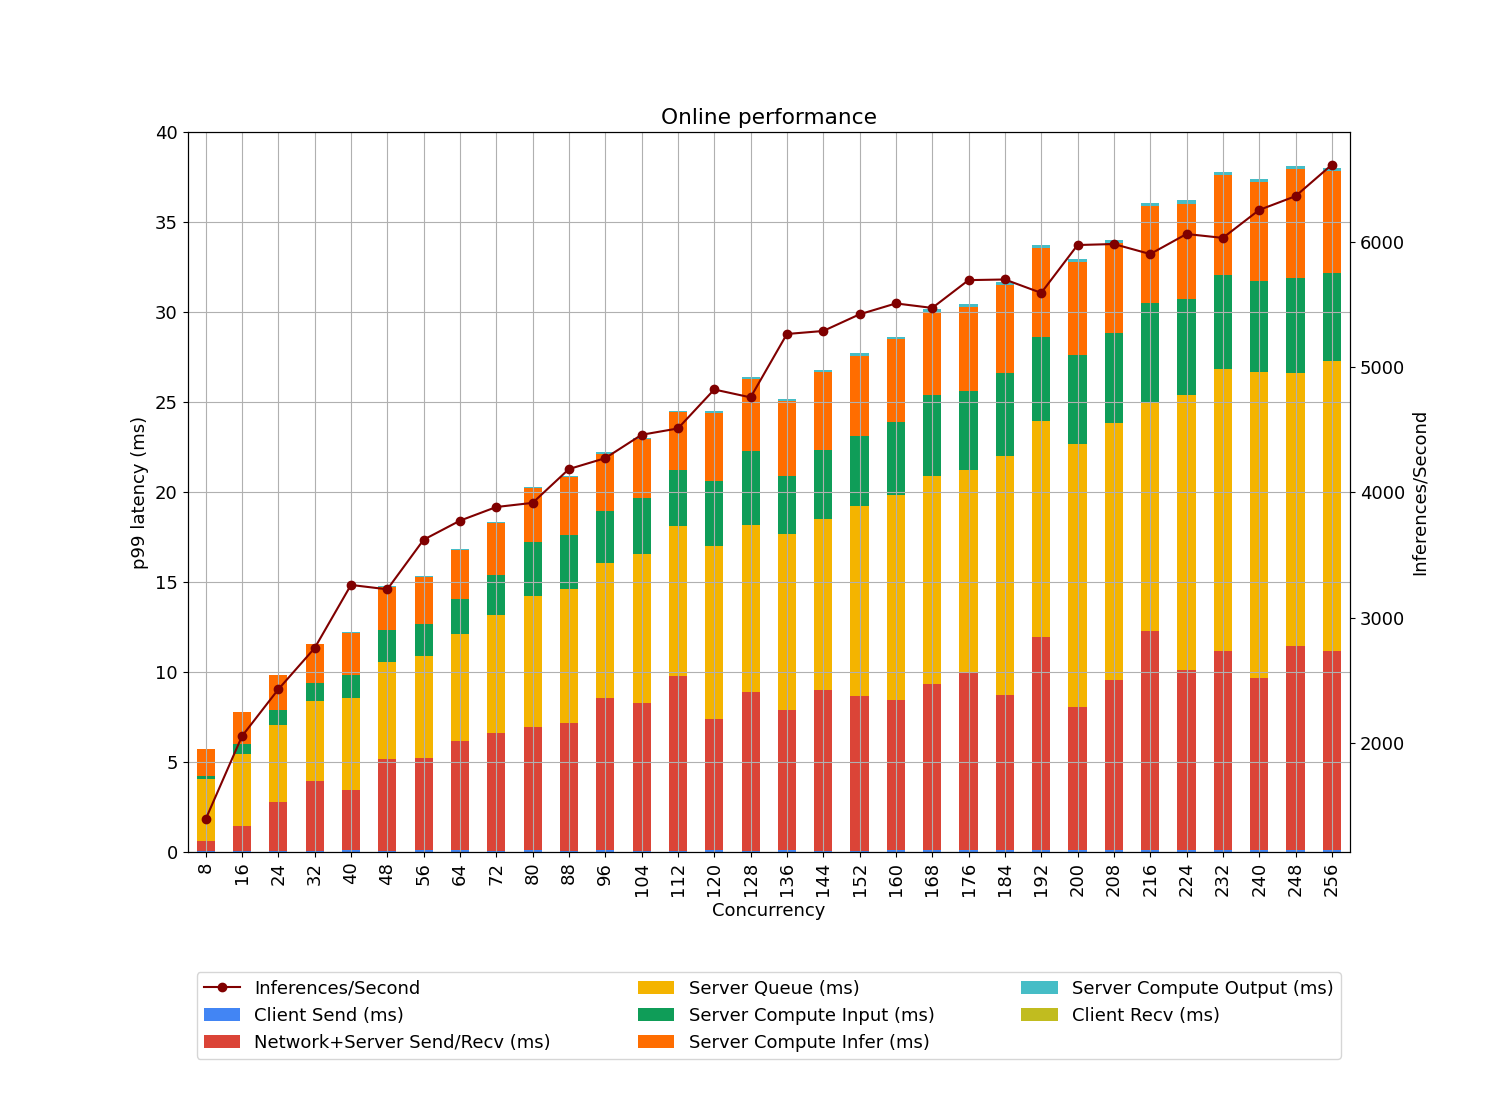 Online performance
40
35
30
25
20
15
10
5
0
p99 latency (ms)
6000
5000
4000
3000
2000
Inferences/Second
8 16 24 32 40 48 56 64 72 80 88 96 104 112 120 128 136 144 152 160 168 176 184 192 200 208 216 224 232 240 248 256
Concurrency
Inferences/Second
Client Send (ms)
Network+Server Send/Recv (ms)
Server Queue (ms)
Server Compute Input (ms)
Server Compute Infer (ms)
Server Compute Output (ms)
Client Recv (ms)